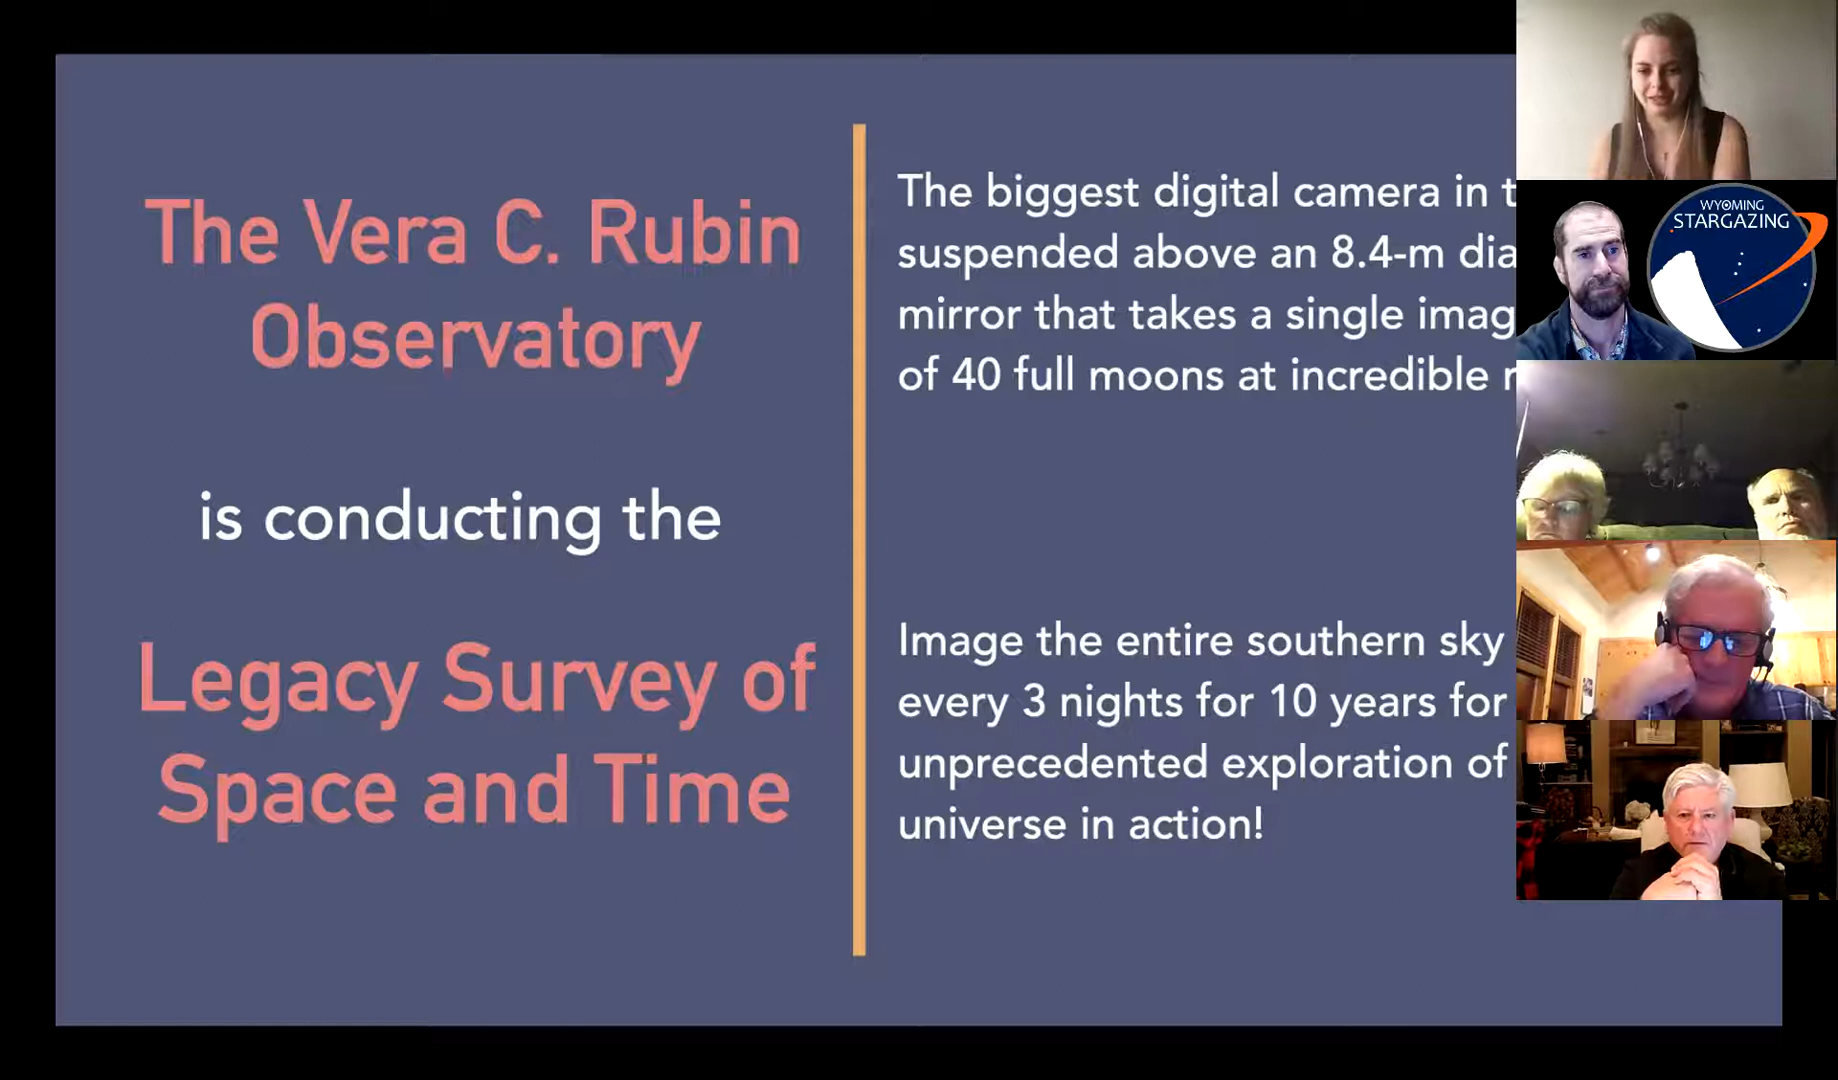 The Vera C. Rubin
Observatory
is conducting the
Legacy Survey of
Space and Time
The biggest digital camera in
suspended above an 8.4-m
mirror that takes a single
of 40 full moons at incredible
Image the entire southern sky
every 3 nights for 10 years for
unprecedented exploration of
universe in action!
WYOMING
STARGAZING